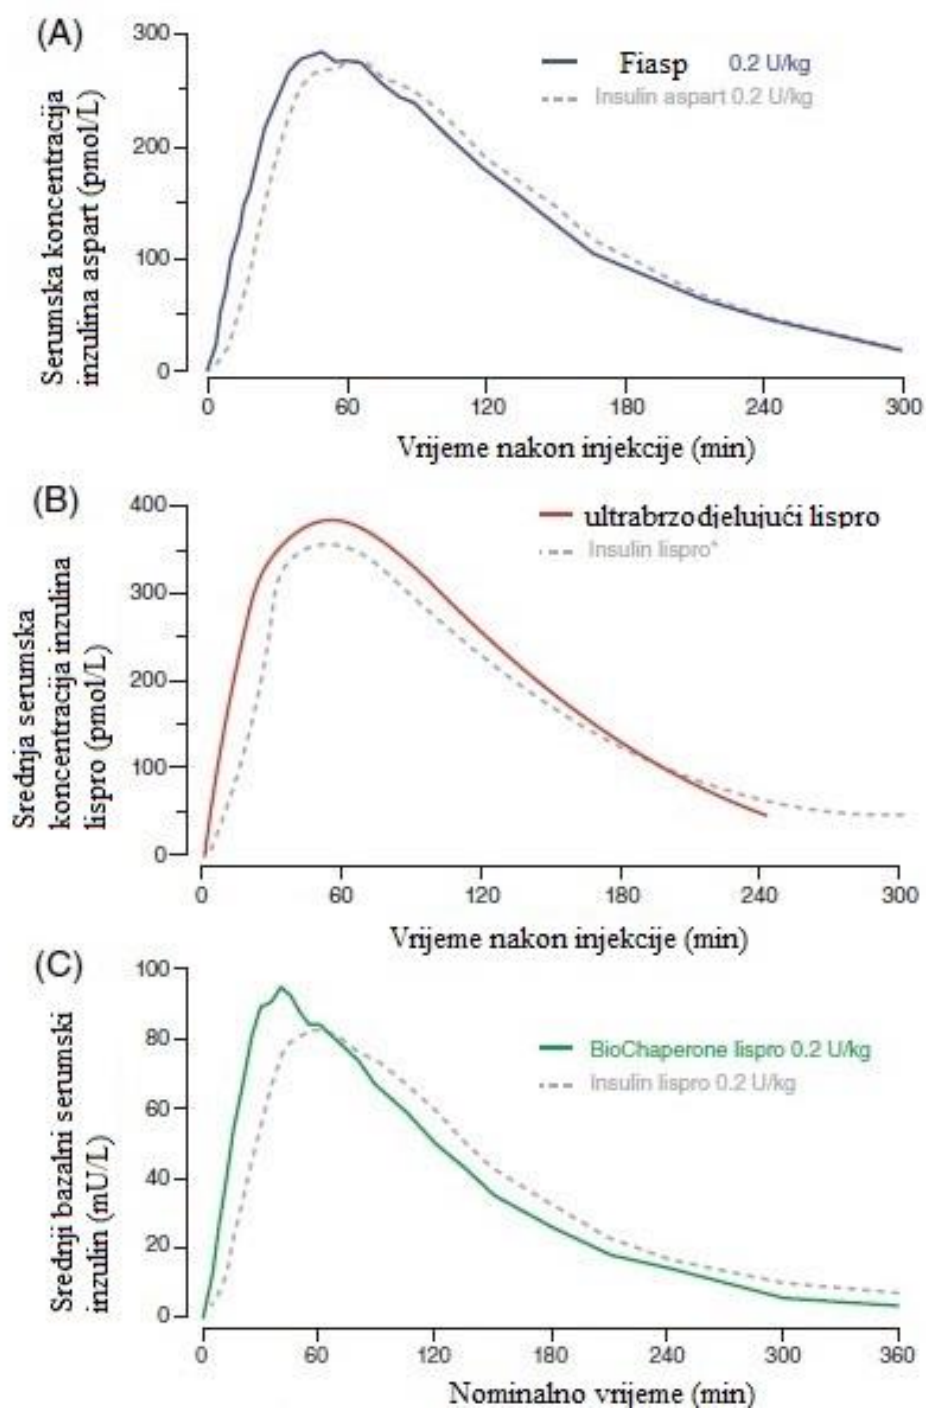 (A)
Serumska koncentracija
inzulina aspart (pmol/L)
300
200
100
0
Fiasp 0.2 U/kg
Insulin aspart 0.2 U/kg
0 60 120 180 240 300
Vrijeme nakon injekcije (min)
(B)
Srednja serumska
koncentracija inzulina
lispro (pmol/L)
400
300
200
100
0
ultrabrzodjelujući lispro
Insulin lispro*
0 60 120 180 240 300
Vrijeme nakon injekcije (min)
(C)
Srednji bazalni serumski
inzulin (mU/L)
100
80
60
40
20
0
BioChaperone lispro 0.2 U/kg
Insulin lispro 0.2 U/kg
0 60 120 180 240 300 360
Nominalno vrijeme (min)